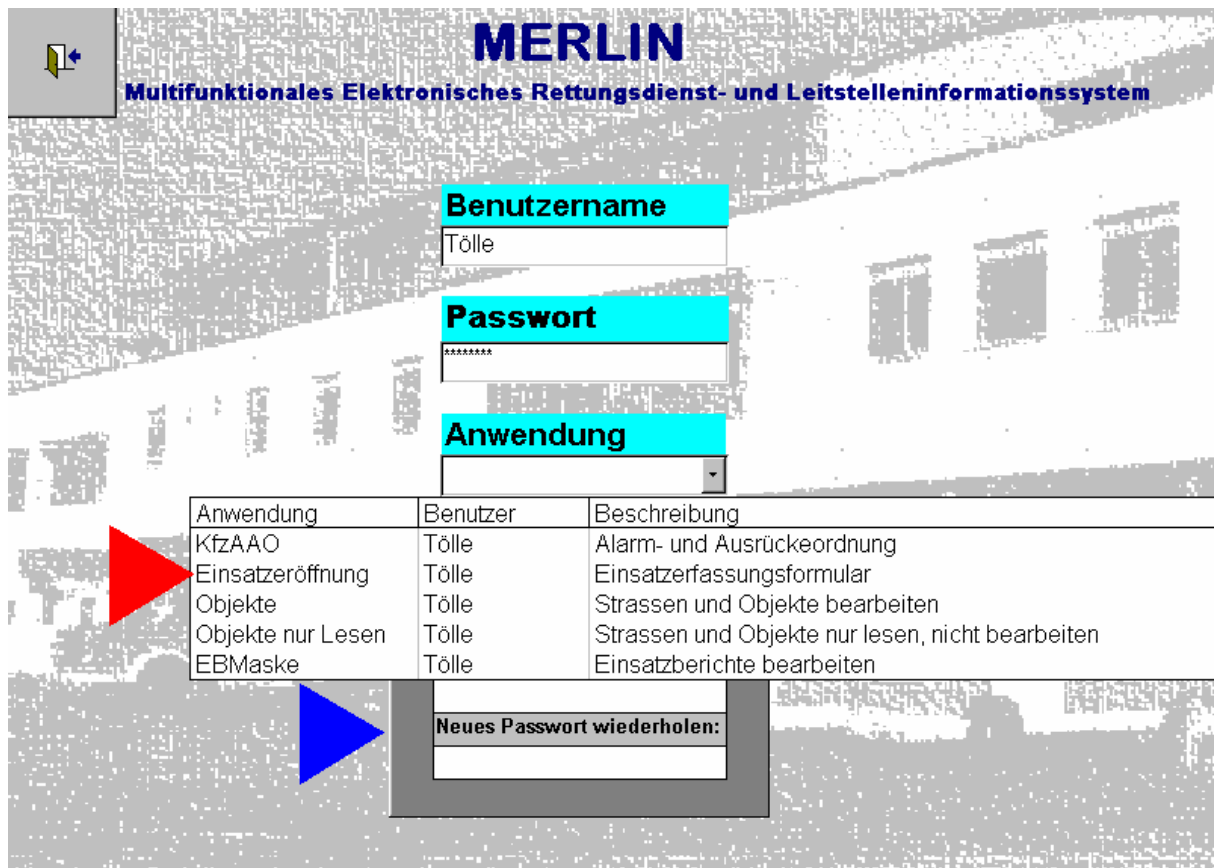 MERLIN
Multifunktionales Elektronisches Rettungsdienst- und Leitstelleninformationssystem
Benutzername
Tölle
Passwort
********
Anwendung
Anwendung Benutzer Beschreibung
KfzAAO Tölle Alarm- und Ausrückeordnung
Einsatzeröffnung Tölle Einsatzerfassungsformular
Objekte Tölle Strassen und Objekte bearbeiten
Objekte nur Lesen Tölle Strassen und Objekte nur lesen, nicht bearbeiten
EBMaske Tölle Einsatzberichte bearbeiten
Neues Passwort wiederholen: